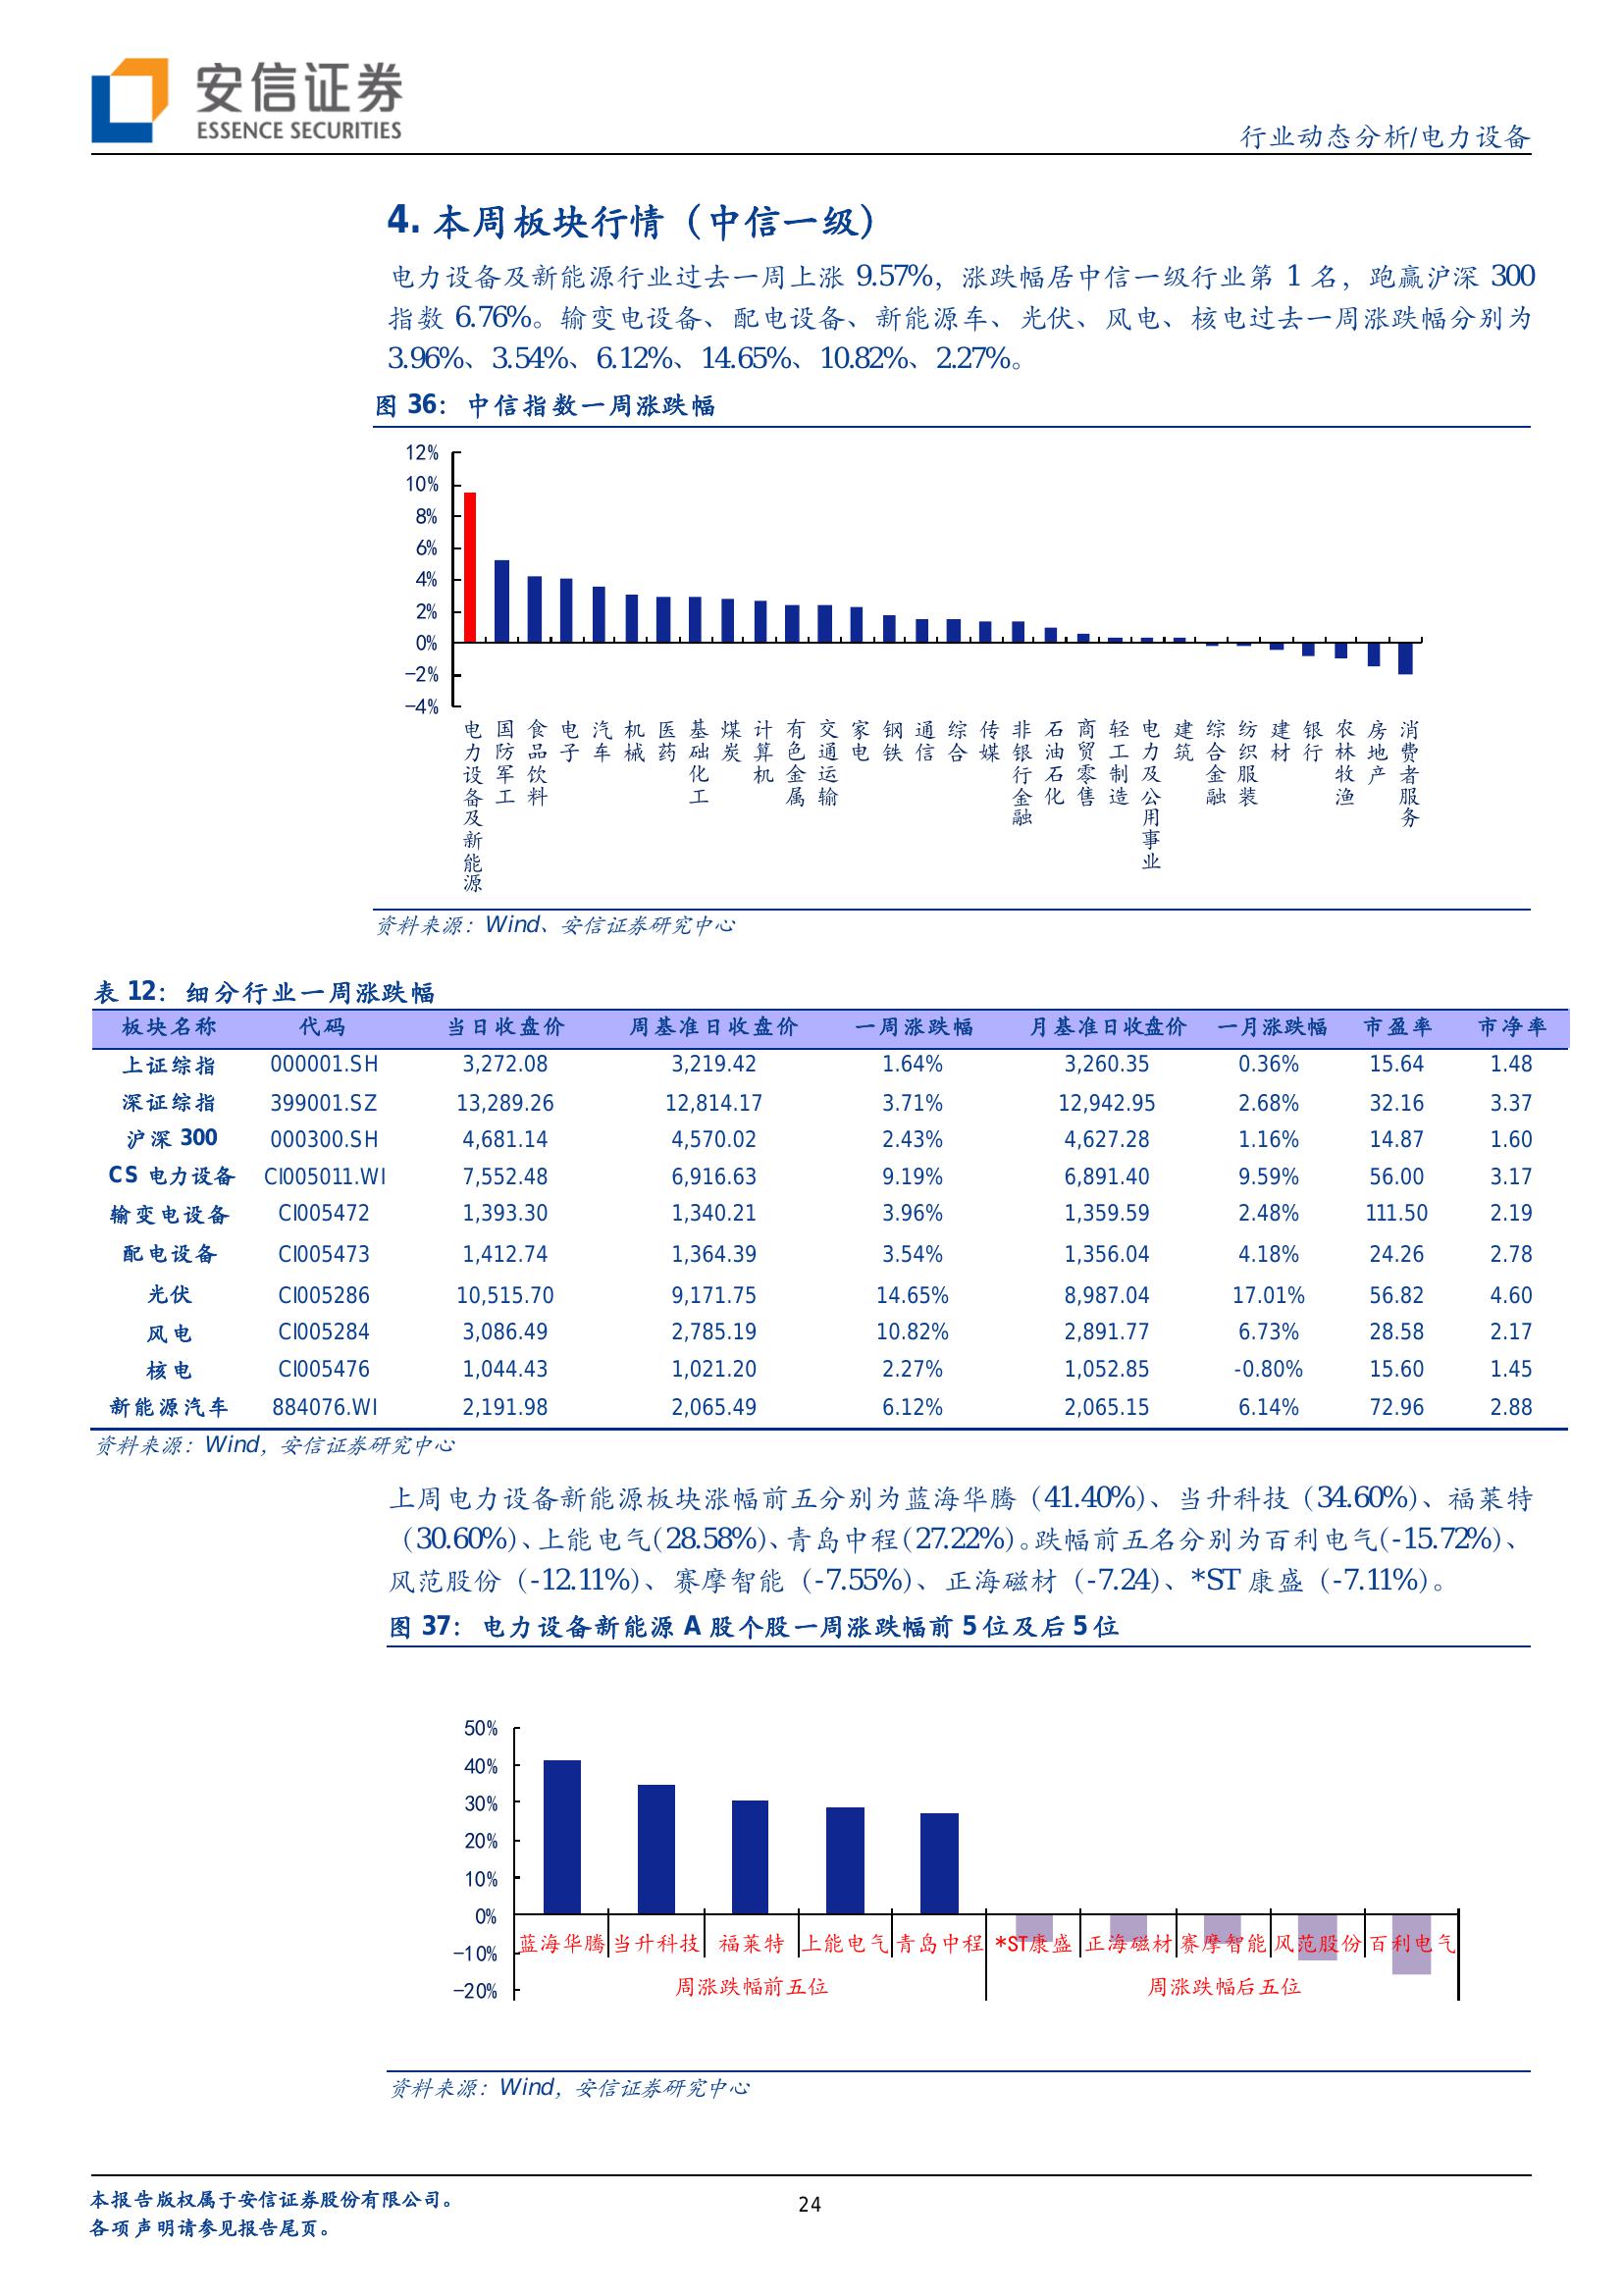 安信证券
ESSENCE SECURITIES
行业动态分析/电力设备
4. 本周板块行情（中信一级）
电力设备及新能源行业过去一周上涨 9.57%，涨跌幅居中信一级行业第 1 名，跑赢沪深 300
指数 6.76%。输变电设备、配电设备、新能源车、光伏、风电、核电过去一周涨跌幅分别为
3.96%、3.54%、6.12%、14.65%、10.82%、2.27%。
图 36：中信指数一周涨跌幅
12%
10%
8%
6%
4%
2%
0%
-2%
-4%
电力设备及新能源
国防军工
食品饮料
电子
汽车
机械
医药
基础化工
煤炭
计算机
有色金属
交通运输
家电
钢铁
通信
综合
传媒
非银行金融
石油石化
商贸零售
轻工制造
电力及公用事业
建筑
综合金融
纺织服装
建材
银行
农林牧渔
房地产
消费者服务
资料来源：Wind、安信证券研究中心
表 12：细分行业一周涨跌幅
板块名称 代码 当日收盘价 周基准日收盘价 一周涨跌幅 月基准日收盘价 一月涨跌幅 市盈率 市净率
上证综指 000001.SH 3,272.08 3,219.42 1.64% 3,260.35 0.36% 15.64 1.48
深证综指 399001.SZ 13,289.26 12,814.17 3.71% 12,942.95 2.68% 32.16 3.37
沪深 300 000300.SH 4,681.14 4,570.02 2.43% 4,627.28 1.16% 14.87 1.60
CS 电力设备 CI005011.WI 7,552.48 6,916.63 9.19% 6,891.40 9.59% 56.00 3.17
输变电设备 CI005472 1,393.30 1,340.21 3.96% 1,359.59 2.48% 111.50 2.19
配电设备 CI005473 1,412.74 1,364.39 3.54% 1,356.04 4.18% 24.26 2.78
光伏 CI005286 10,515.70 9,171.75 14.65% 8,987.04 17.01% 56.82 4.60
风电 CI005284 3,086.49 2,785.19 10.82% 2,891.77 6.73% 28.58 2.17
核电 CI005476 1,044.43 1,021.20 2.27% 1,052.85 -0.80% 15.60 1.45
新能源汽车 884076.WI 2,191.98 2,065.49 6.12% 2,065.15 6.14% 72.96 2.88
资料来源：Wind，安信证券研究中心
上周电力设备新能源板块涨幅前五分别为蓝海华腾（41.40%）、当升科技（34.60%）、福莱特
（30.60%）、上能电气(28.58%)、青岛中程(27.22%)。跌幅前五名分别为百利电气(-15.72%)、
风范股份（-12.11%）、赛摩智能（-7.55%）、正海磁材（-7.24）、*ST 康盛（-7.11%）。
图 37：电力设备新能源 A 股个股一周涨跌幅前 5 位及后 5 位
50%
40%
30%
20%
10%
0%
-10%
-20%
蓝海华腾 当升科技 福莱特 上能电气 青岛中程 *ST康盛 正海磁材 赛摩智能 风范股份 百利电气
周涨跌幅前五位 周涨跌幅后五位
资料来源：Wind，安信证券研究中心
本报告版权属于安信证券股份有限公司。
24
各项声明请参见报告尾页。